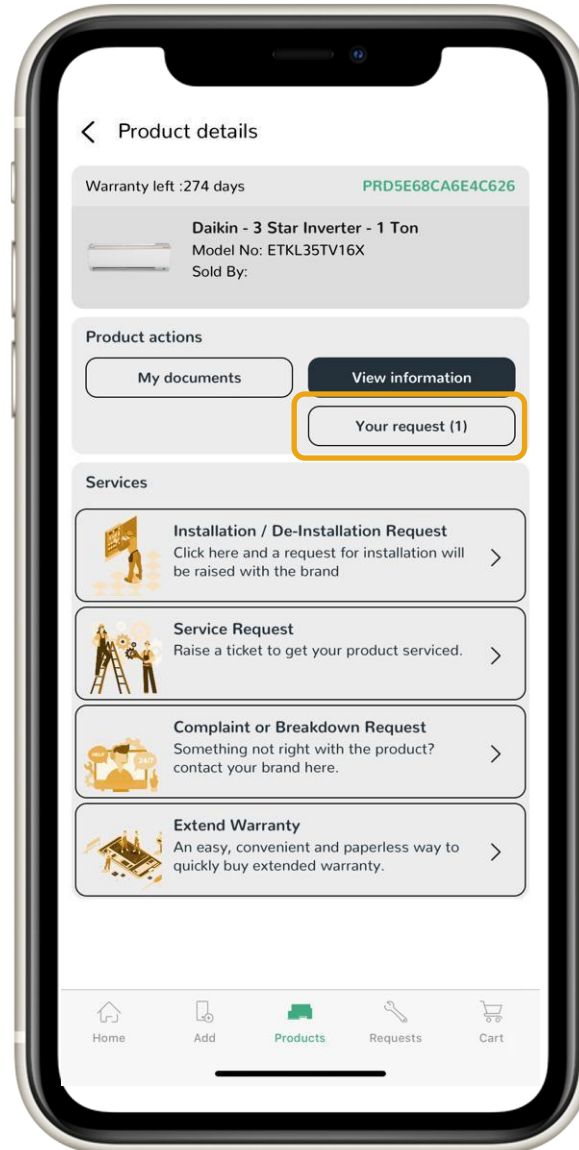 Product details
Warranty left :274 days PRD5E68CA6E4C626
Daikin - 3 Star Inverter - 1 Ton
Model No: ETKL35TV16X
Sold By:
Product actions
My documents View information
Your request (1)
Services
Installation / De-Installation Request
Click here and a request for installation will
be raised with the brand
Service Request
Raise a ticket to get your product serviced.
Complaint or Breakdown Request
Something not right with the product?
contact your brand here.
HELP
24/7
Extend Warranty
An easy, convenient and paperless way to
quickly buy extended warranty.
Home Add Products Requests Cart